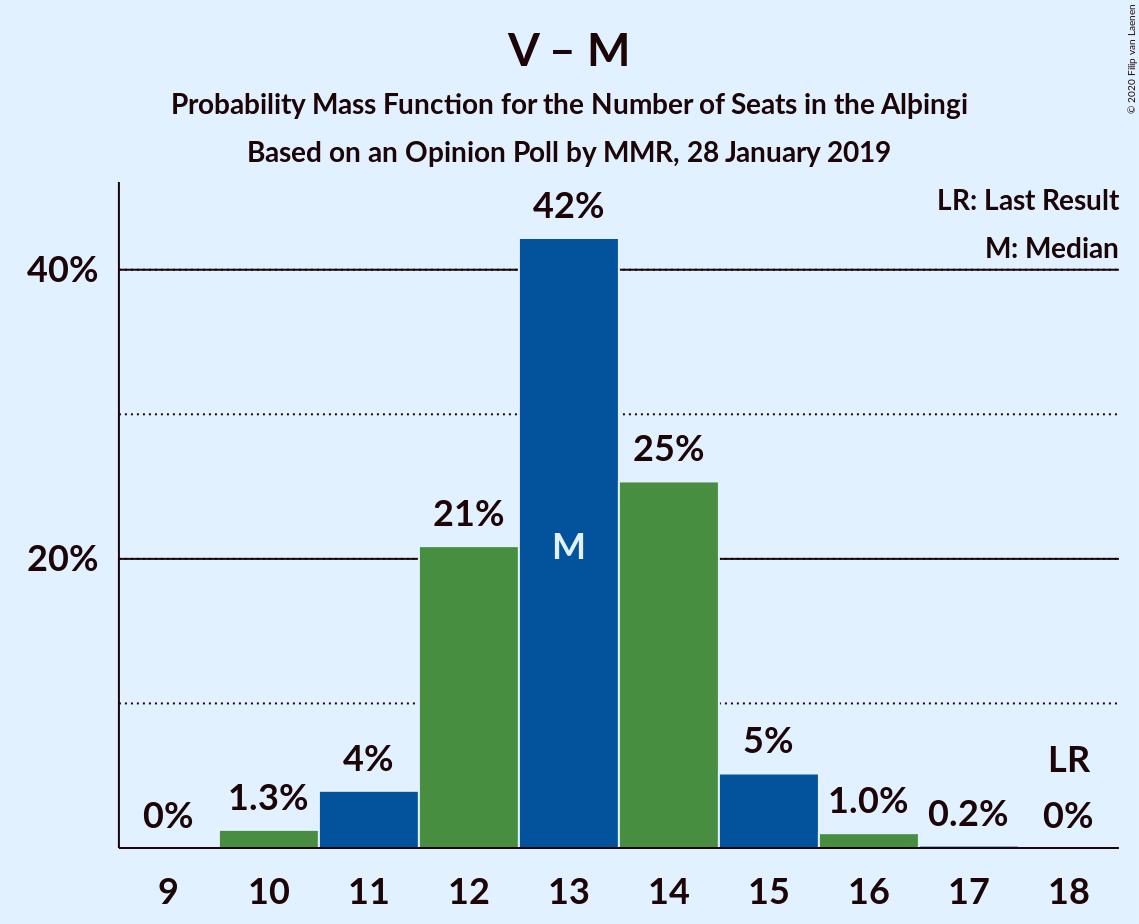 V – M
Probability Mass Function for the Number of Seats in the Alþingi
Based on an Opinion Poll by MMR, 28 January 2019
© 2020 Filip van Laenen
LR: Last Result
M: Median
40%
20%
0%
1.3%
4%
21%
42%
M
25%
5%
1.0%
0.2%
LR
0%
9 10 11 12 13 14 15 16 17 18